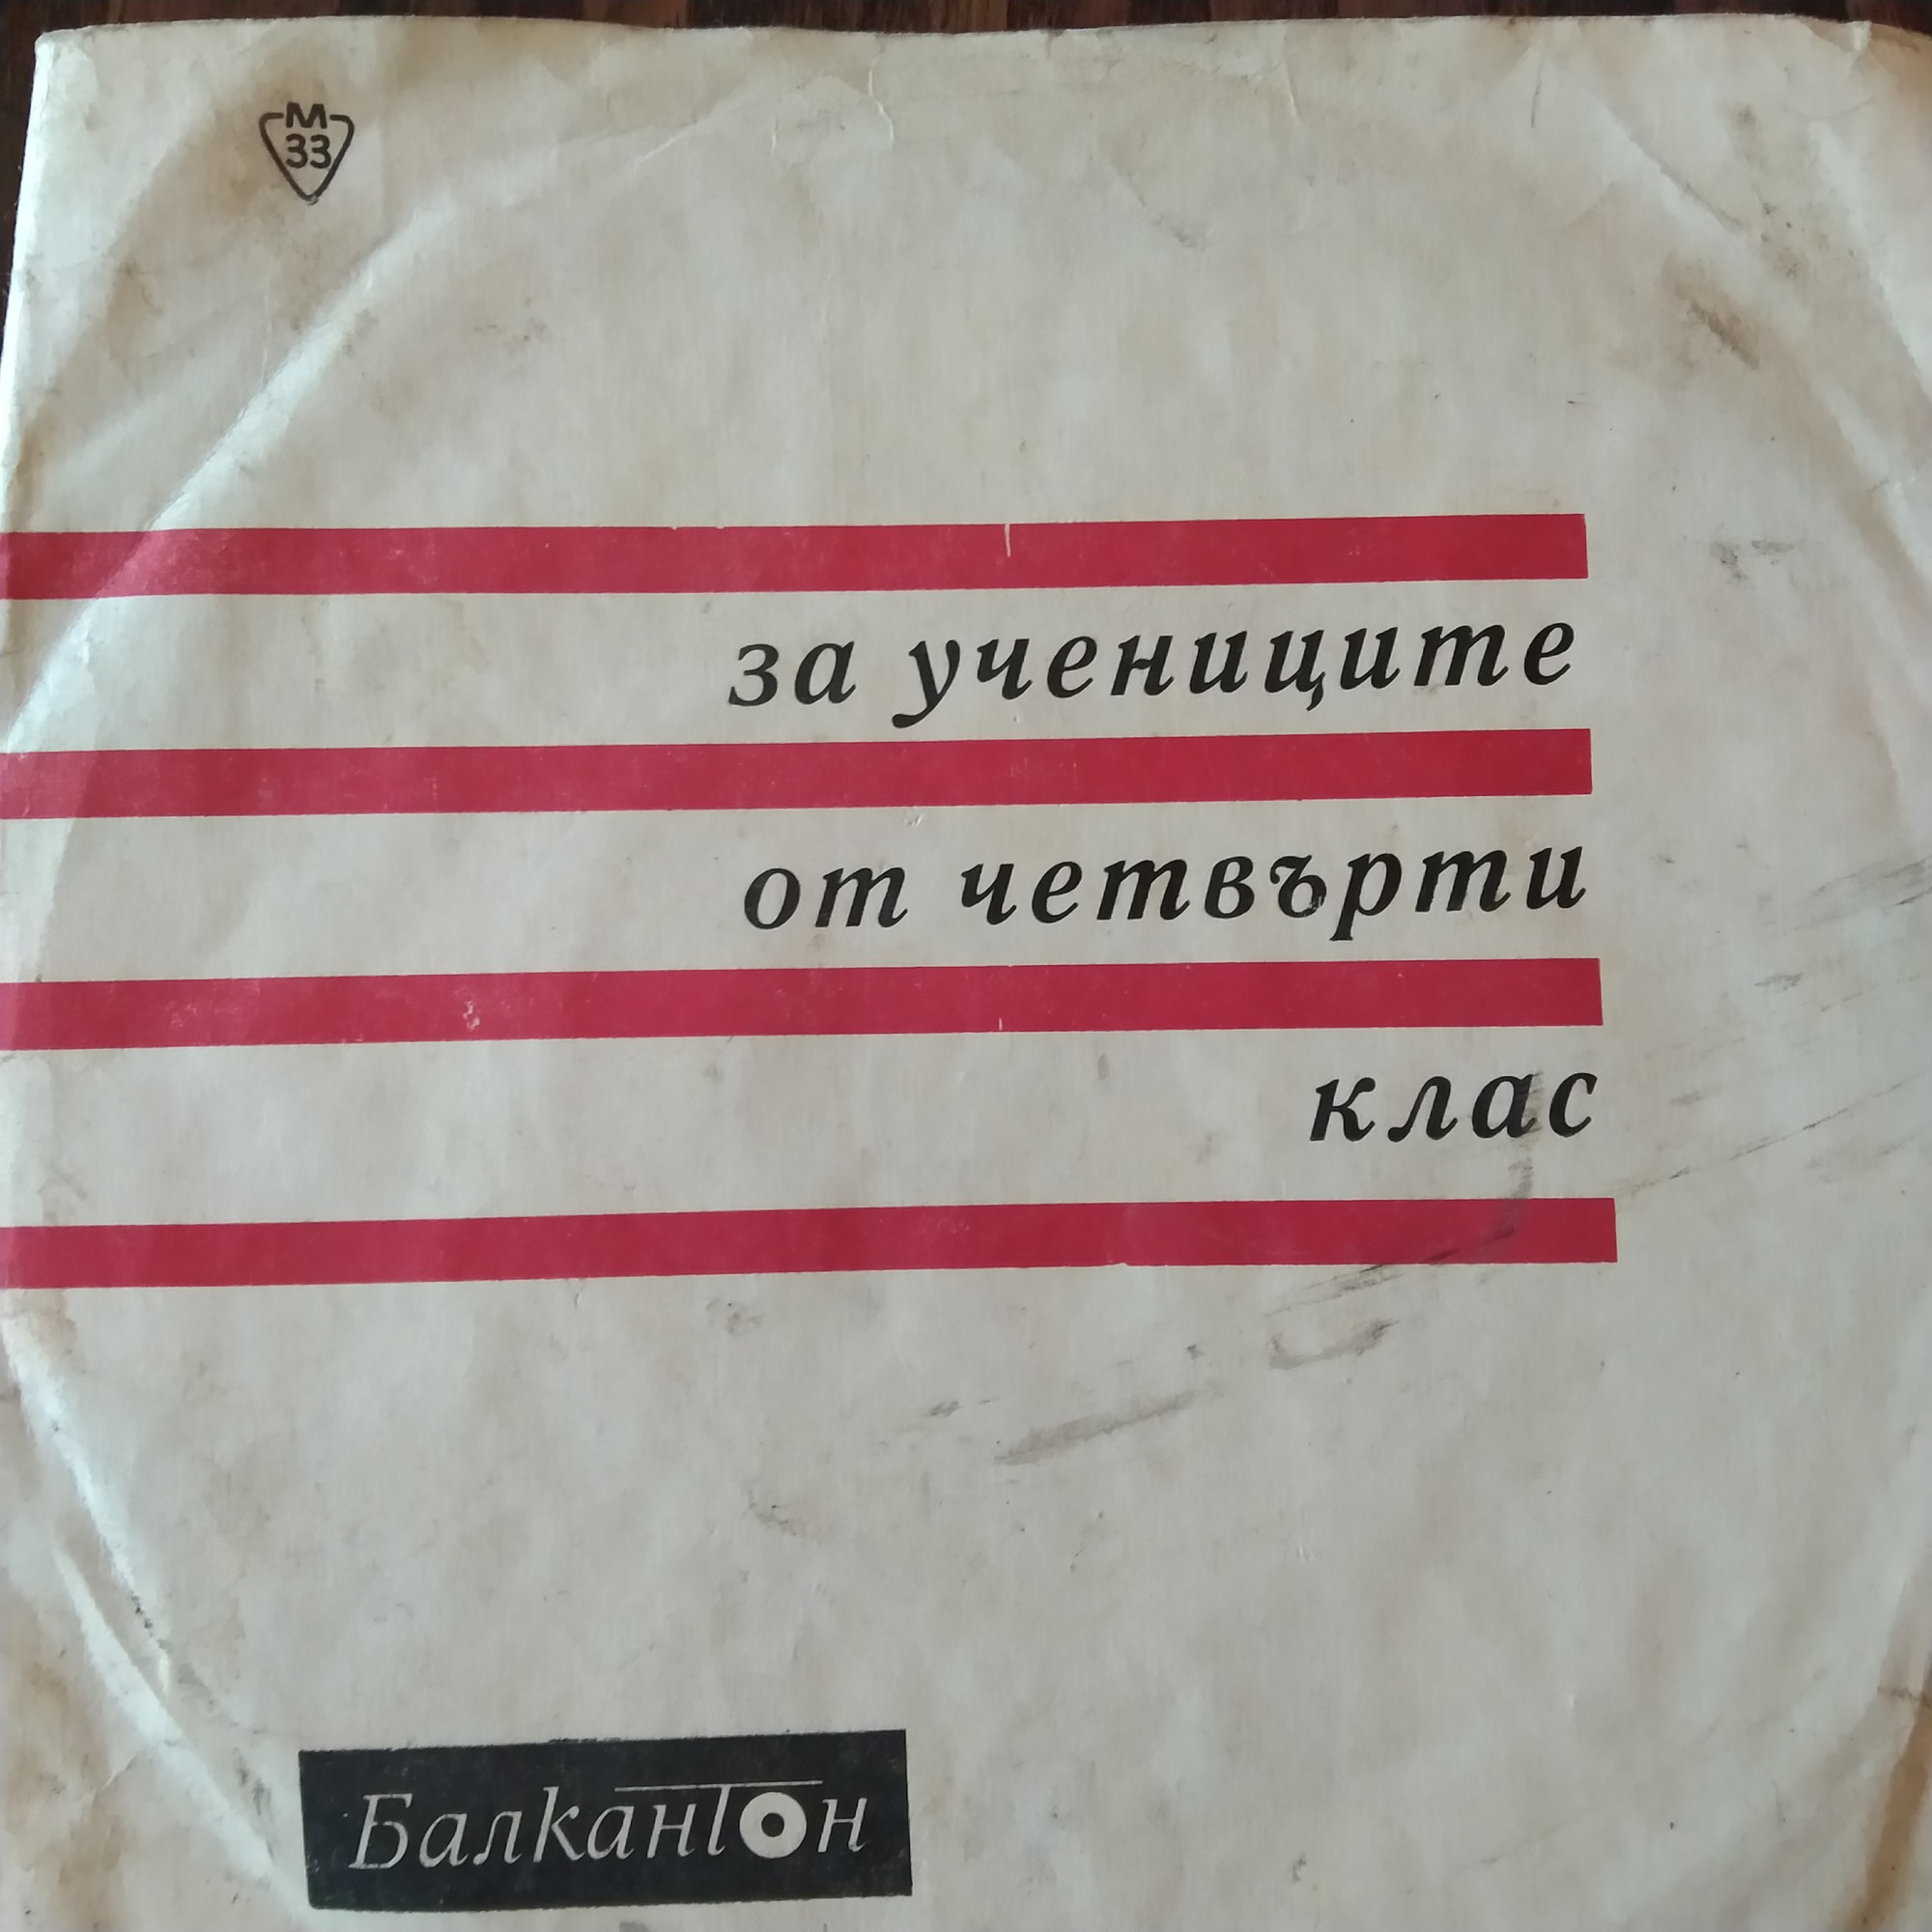 М
33
за учениците
от четвърти
клас
Балкантон